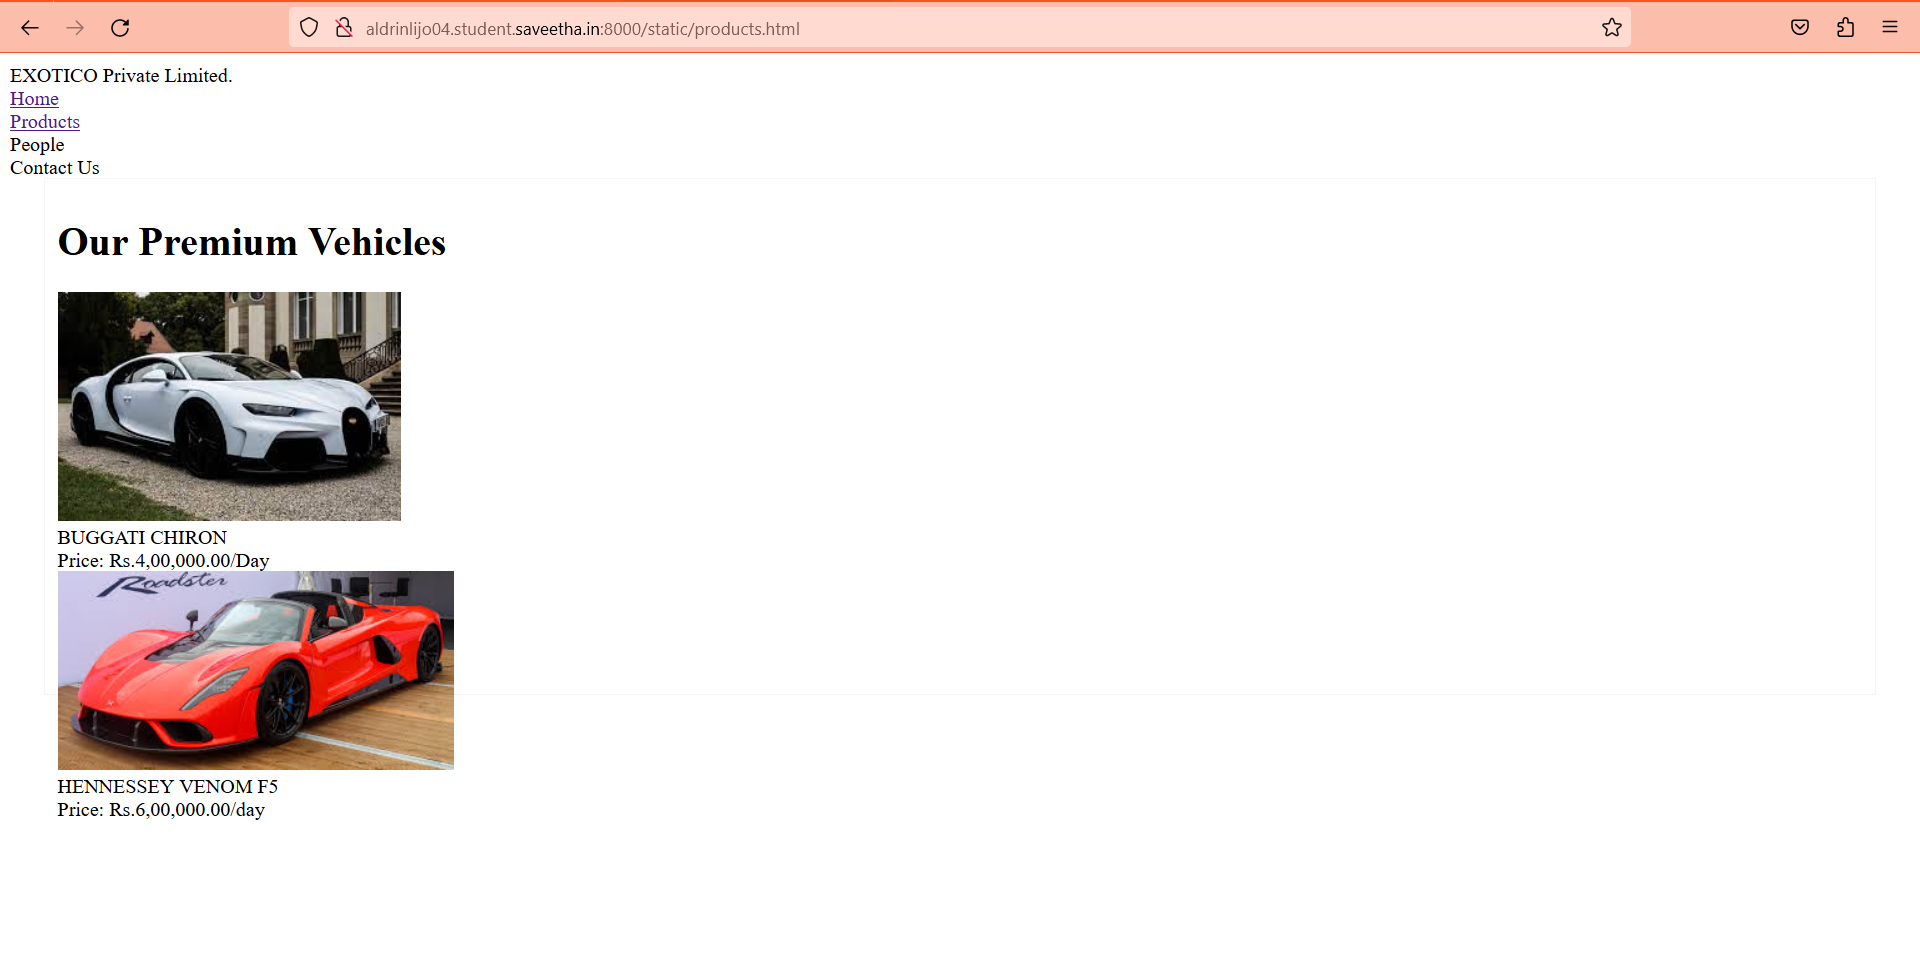 aldrinlijo04.student.saveetha.in:8000/static/products.html
EXOTICO Private Limited.
Home
Products
People
Contact Us
Our Premium Vehicles
BUGGATI CHIRON
Price: Rs.4,00,000.00/Day
Roadster
HENNESSEY VENOM F5
Price: Rs.6,00,000.00/day